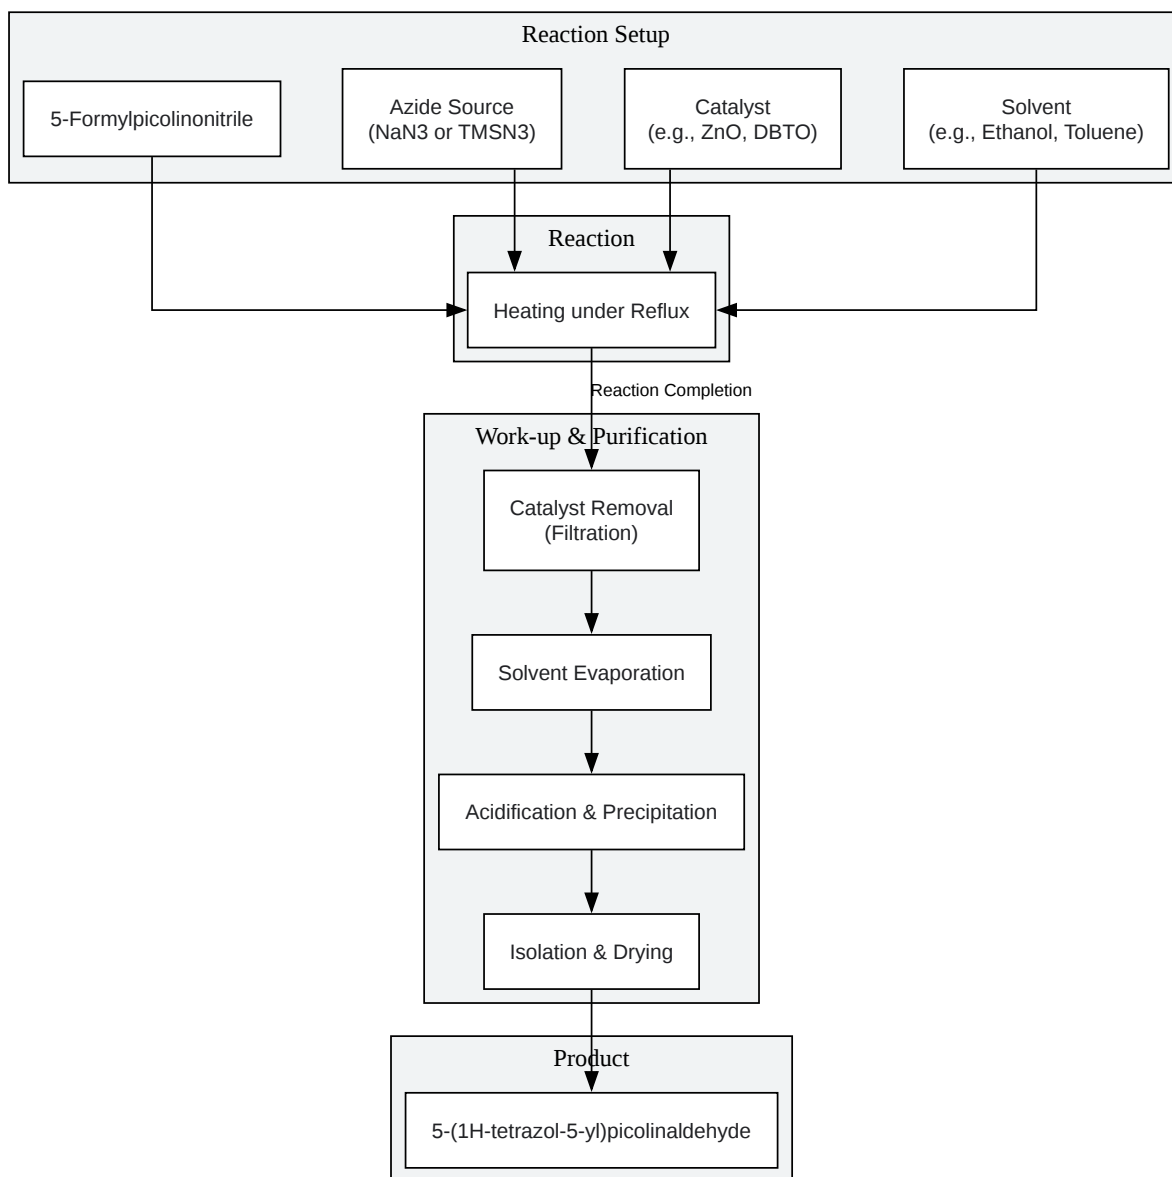 Reaction Setup
5-Formylpicolinonitrile
Azide Source
(NaN3 or TMSN3)
Catalyst
(e.g., ZnO, DBTO)
Solvent
(e.g., Ethanol, Toluene)
Reaction
Heating under Reflux
Reaction Completion
Work-up & Purification
Catalyst Removal
(Filtration)
Solvent Evaporation
Acidification & Precipitation
Isolation & Drying
Product
5-(1H-tetrazol-5-yl)picolinaldehyde